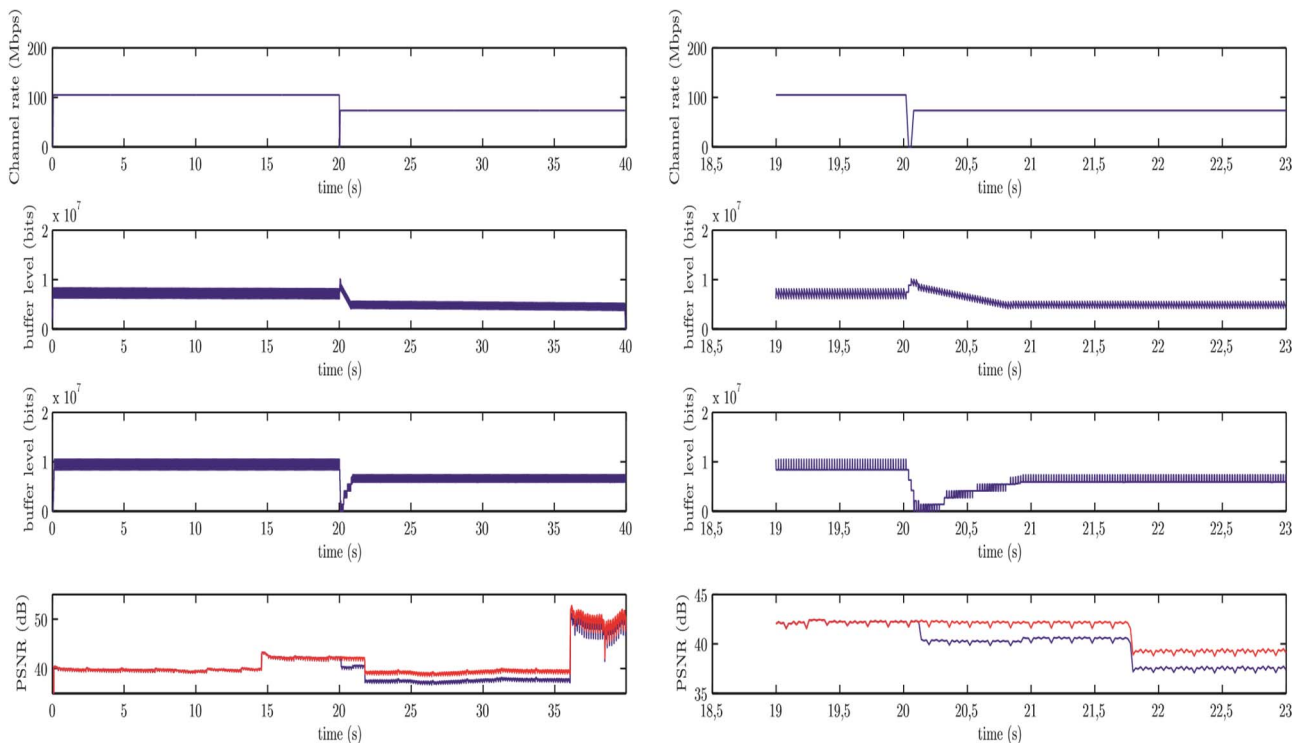 Channel rate (Mbps)
200
100
0
0 5 10 15 20 25 30 35 40
time (s)
Channel rate (Mbps)
200
100
0
18,5 19 19,5 20 20,5 21 21,5 22 22,5 23
time (s)
buffer level (bits)
x 10^7
2
1
0
0 5 10 15 20 25 30 35 40
time (s)
buffer level (bits)
x 10^7
2
1
0
18,5 19 19,5 20 20,5 21 21,5 22 22,5 23
time (s)
buffer level (bits)
x 10^7
2
1
0
0 5 10 15 20 25 30 35 40
time (s)
buffer level (bits)
x 10^7
2
1
0
18,5 19 19,5 20 20,5 21 21,5 22 22,5 23
time (s)
PSNR (dB)
50
40
0 5 10 15 20 25 30 35
time (s)
PSNR (dB)
45
40
35
18,5 19 19,5 20 20,5 21 21,5 22 22,5 23
time (s)